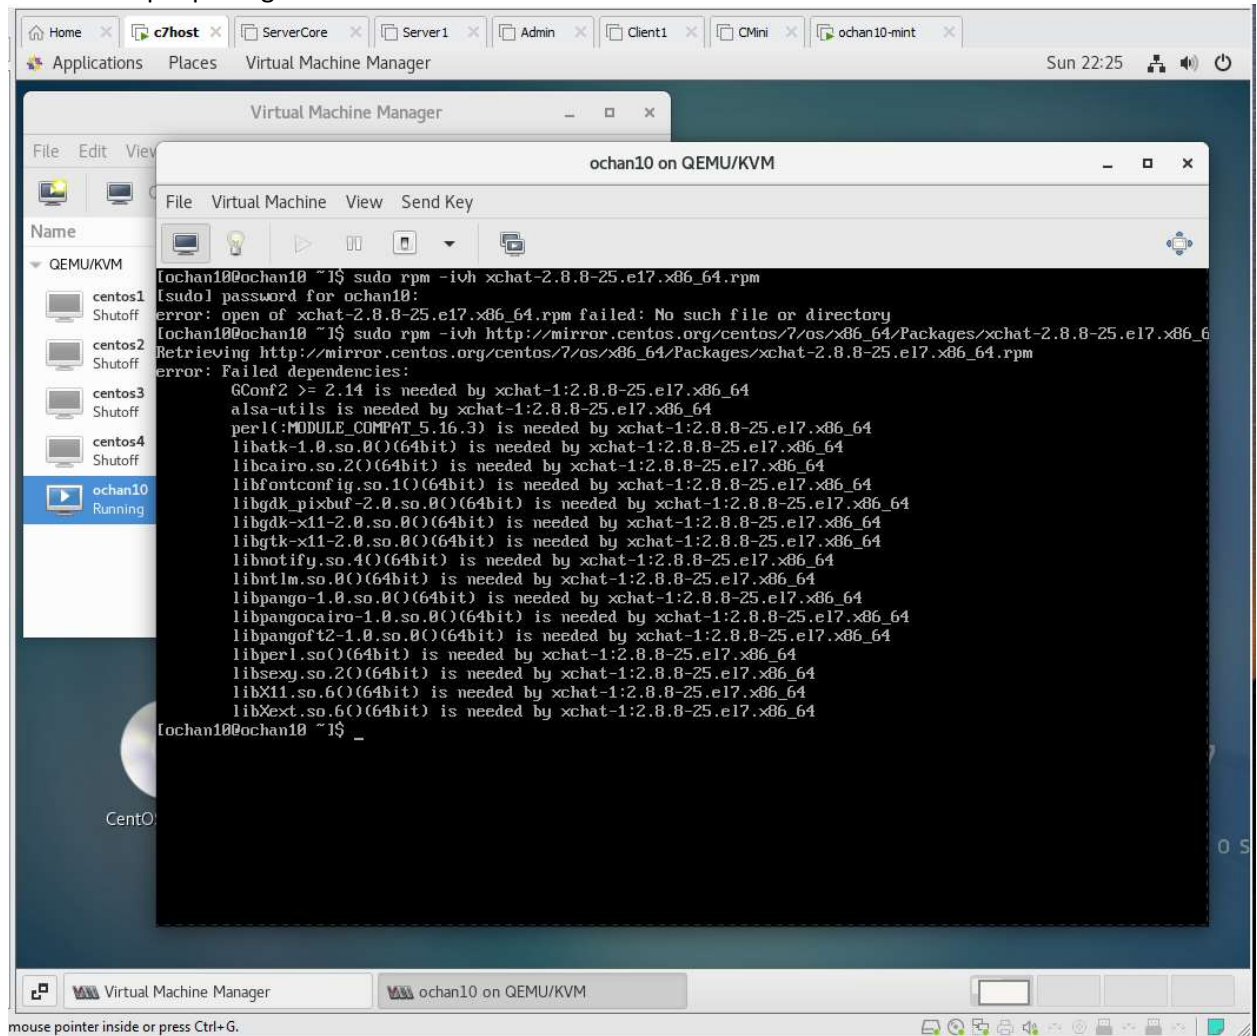 Home
c7host
ServerCore
Server1
Admin
Client1
CMini
ochan10-mint
Applications Places Virtual Machine Manager Sun 22:25
Virtual Machine Manager
File Edit View
Name
QEMU/KVM
centos1
Shutoff
centos2
Shutoff
centos3
Shutoff
centos4
Shutoff
ochan10
Running
ochan10 on QEMU/KVM
File Virtual Machine View Send Key
[ochan10@ochan10 ~]$ sudo rpm -ivh xchat-2.8.8-25.el7.x86_64.rpm
[sudo] password for ochan10:
error: open of xchat-2.8.8-25.el7.x86_64.rpm failed: No such file or directory
[ochan10@ochan10 ~]$ sudo rpm -ivh http://mirror.centos.org/centos/7/os/x86_64/Packages/xchat-2.8.8-25.el7.x86_6
Retrieving http://mirror.centos.org/centos/7/os/x86_64/Packages/xchat-2.8.8-25.el7.x86_64.rpm
error: Failed dependencies:
GConf2 >= 2.14 is needed by xchat-1:2.8.8-25.el7.x86_64
alsa-utils is needed by xchat-1:2.8.8-25.el7.x86_64
perl(:MODULE_COMPAT_5.16.3) is needed by xchat-1:2.8.8-25.el7.x86_64
libatk-1.0.so.0()(64bit) is needed by xchat-1:2.8.8-25.el7.x86_64
libcairo.so.2()(64bit) is needed by xchat-1:2.8.8-25.el7.x86_64
libfontconfig.so.1()(64bit) is needed by xchat-1:2.8.8-25.el7.x86_64
libgdk_pixbuf-2.0.so.0()(64bit) is needed by xchat-1:2.8.8-25.el7.x86_64
libgdk-x11-2.0.so.0()(64bit) is needed by xchat-1:2.8.8-25.el7.x86_64
libgtk-x11-2.0.so.0()(64bit) is needed by xchat-1:2.8.8-25.el7.x86_64
libnotify.so.4()(64bit) is needed by xchat-1:2.8.8-25.el7.x86_64
libntlm.so.0()(64bit) is needed by xchat-1:2.8.8-25.el7.x86_64
libpango-1.0.so.0()(64bit) is needed by xchat-1:2.8.8-25.el7.x86_64
libpangocairo-1.0.so.0()(64bit) is needed by xchat-1:2.8.8-25.el7.x86_64
libpangoft2-1.0.so.0()(64bit) is needed by xchat-1:2.8.8-25.el7.x86_64
libperl.so()(64bit) is needed by xchat-1:2.8.8-25.el7.x86_64
libsexy.so.2()(64bit) is needed by xchat-1:2.8.8-25.el7.x86_64
libX11.so.6()(64bit) is needed by xchat-1:2.8.8-25.el7.x86_64
libXext.so.6()(64bit) is needed by xchat-1:2.8.8-25.el7.x86_64
[ochan10@ochan10 ~]$ _
CentO
7
O S
Virtual Machine Manager
ochan10 on QEMU/KVM
mouse pointer inside or press Ctrl+G.